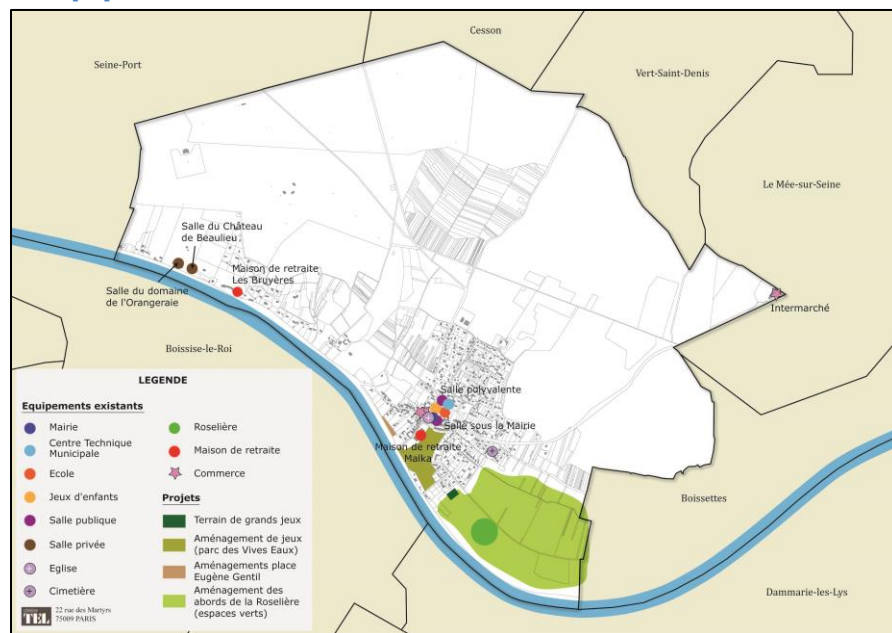 Cesson
Seine-Port
Vert-Saint-Denis
Le Mée-sur-Seine
Salle du Château
de Beaulieu
Maison de retraite
Les Bruyères
Salle du domaine
de l'Orangeraie
Intermarché
Boissise-le-Roi
Salle polyvalente
Salle sous la Mairie
Maison de retraite
Malka
Boissettes
Dammarie-les-Lys
LEGENDE
Equipements existants
Mairie
Centre Technique
Municipale
Ecole
Jeux d'enfants
Salle publique
Salle privée
Eglise
Cimetière
Roselière
Maison de retraite
Commerce
Projets
Terrain de grands jeux
Aménagement de jeux
(parc des Vives Eaux)
Aménagements place
Eugène Gentil
Aménagement des
abords de la Roselière
(espaces verts)
TEL
22 rue des Martyrs
75009 PARIS